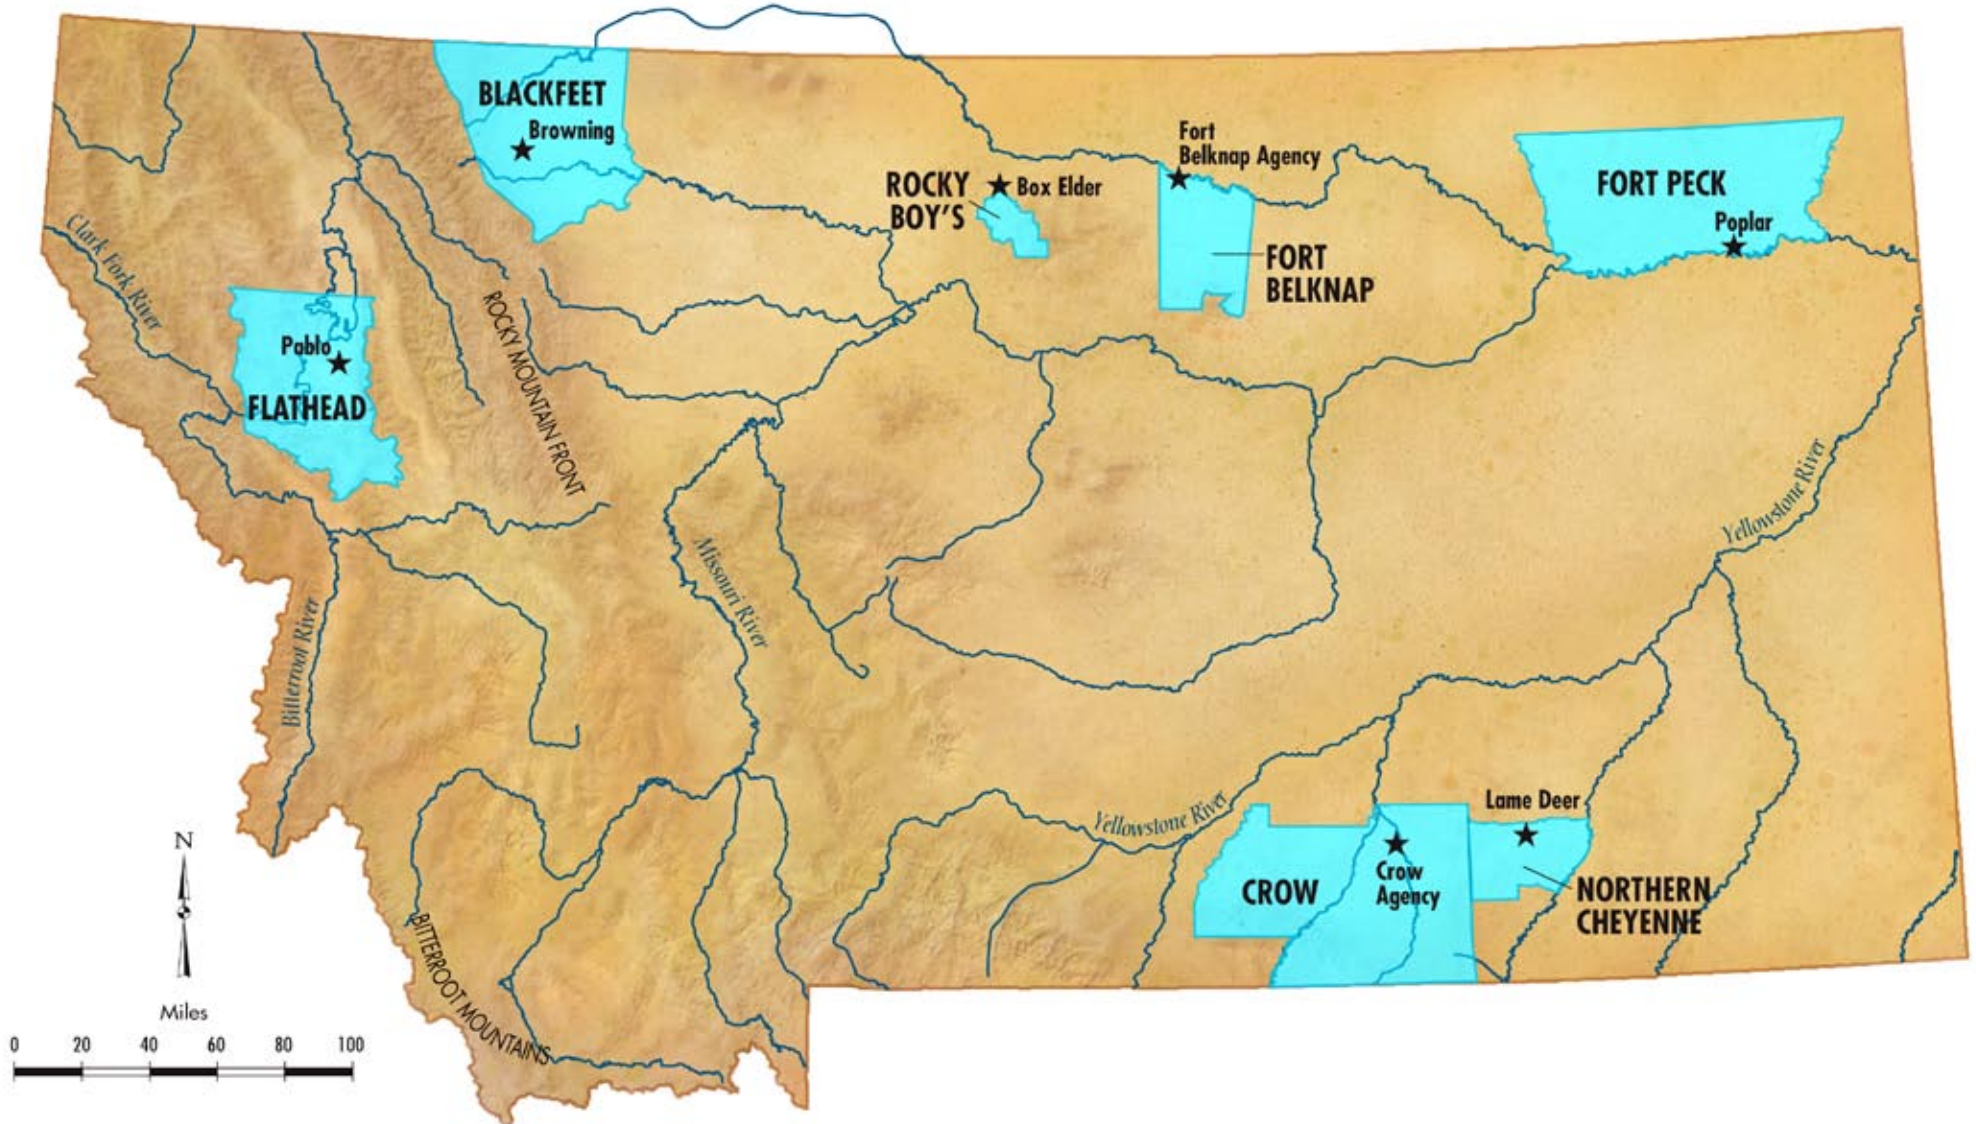 BLACKFEET
Browning
Fort
Belknap Agency
ROCKY
BOY'S
Box Elder
FORT PECK
Poplar
FORT
BELKNAP
Clark Fork River
Pablo
FLATHEAD
ROCKY MOUNTAIN FRONT
Missouri River
Bitterroot River
Yellowstone River
Yellowstone River
Lame Deer
CROW
Crow
Agency
NORTHERN
CHEYENNE
BITTERROOT MOUNTAINS
N
Miles
0 20 40 60 80 100